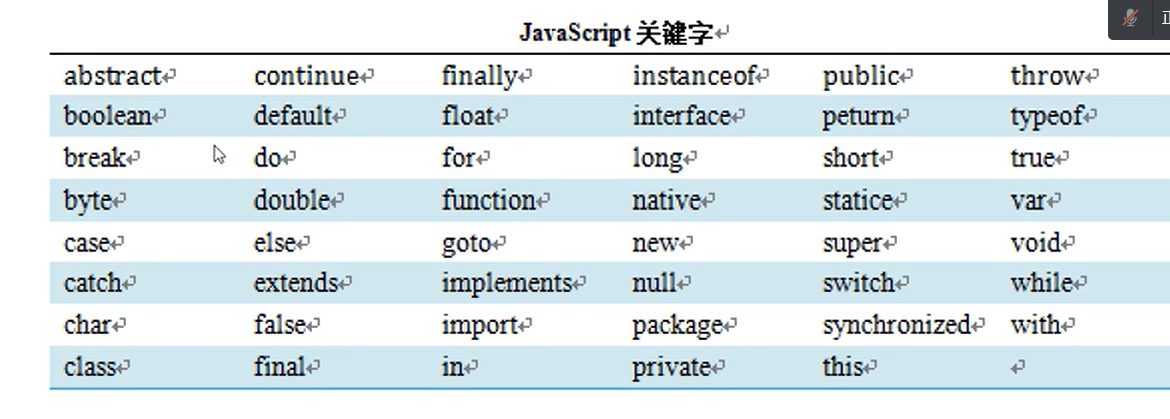 JavaScript 关键字
abstract continue finally instanceof public throw
boolean default float interface peturn typeof
break do for long short true
byte double function native statice var
case else goto new super void
catch extends implements null switch while
char false import package synchronized with
class final in private this